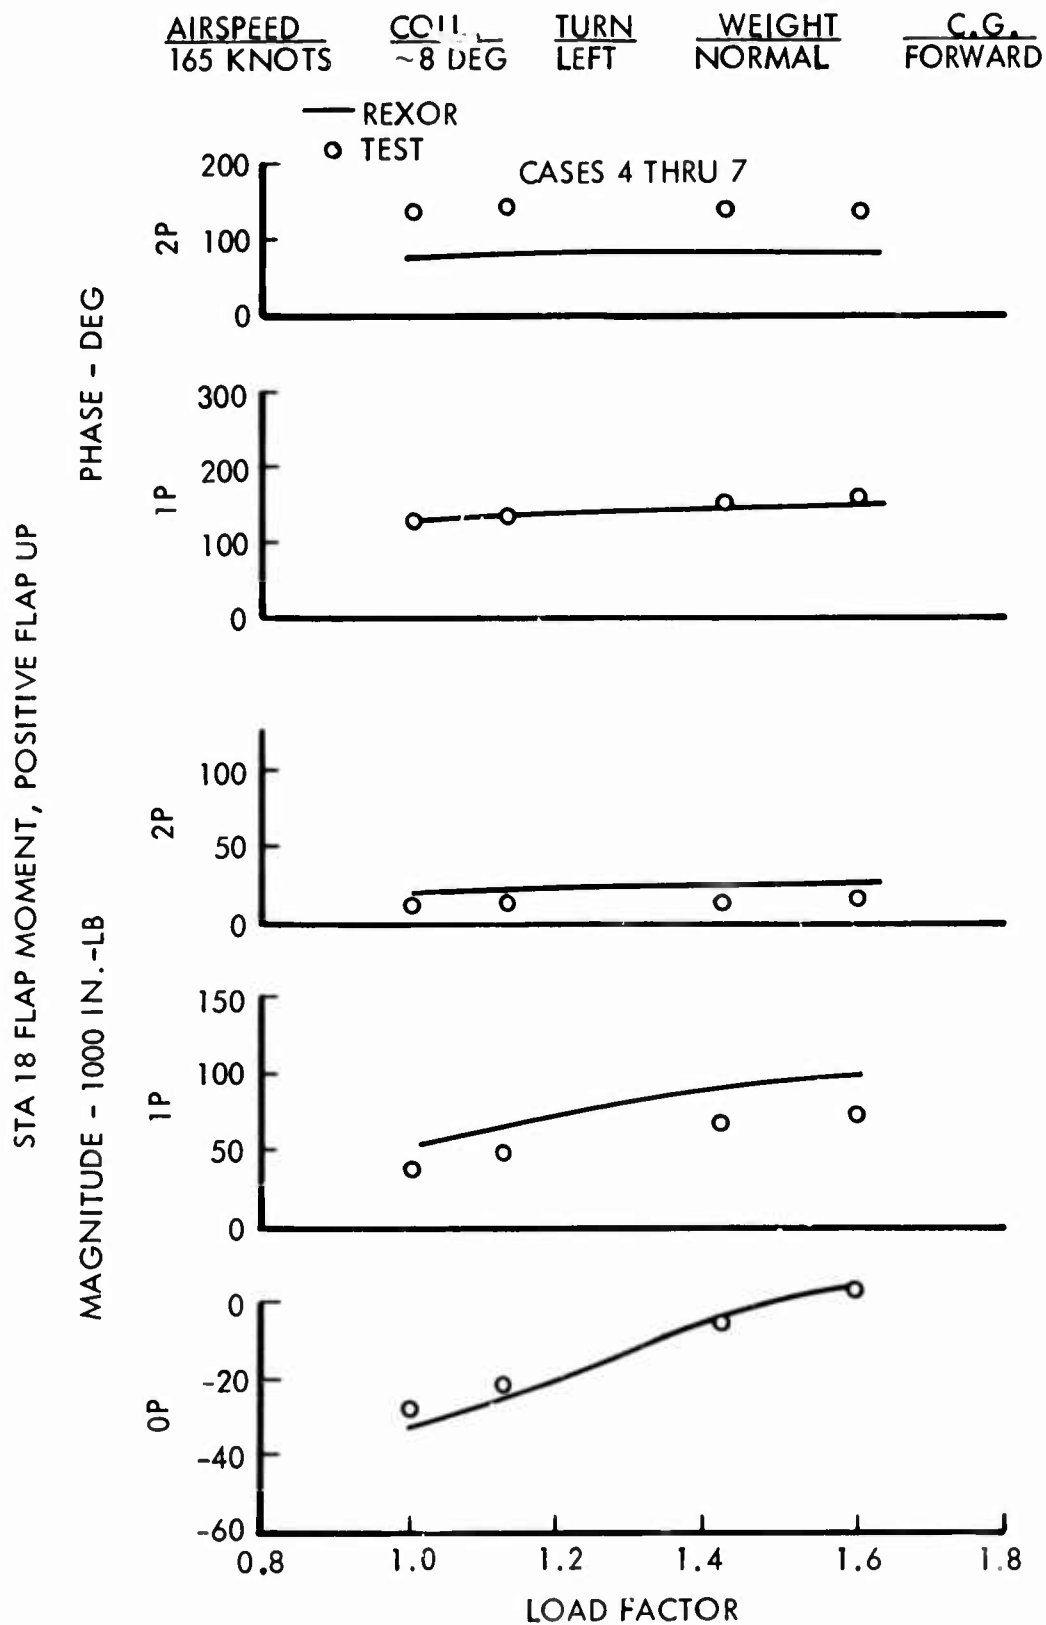 AIRSPEED COLL. TURN WEIGHT C.G.
165 KNOTS ~8 DEG LEFT NORMAL FORWARD
REXOR
TEST
CASES 4 THRU 7
STA 18 FLAP MOMENT, POSITIVE FLAP UP
PHASE - DEG
2P
200
100
0
1P
300
200
100
0
MAGNITUDE - 1000 IN.-LB
2P
100
50
0
1P
150
100
50
0
0P
0
-20
-40
-60
0.8 1.0 1.2 1.4 1.6 1.8
LOAD FACTOR